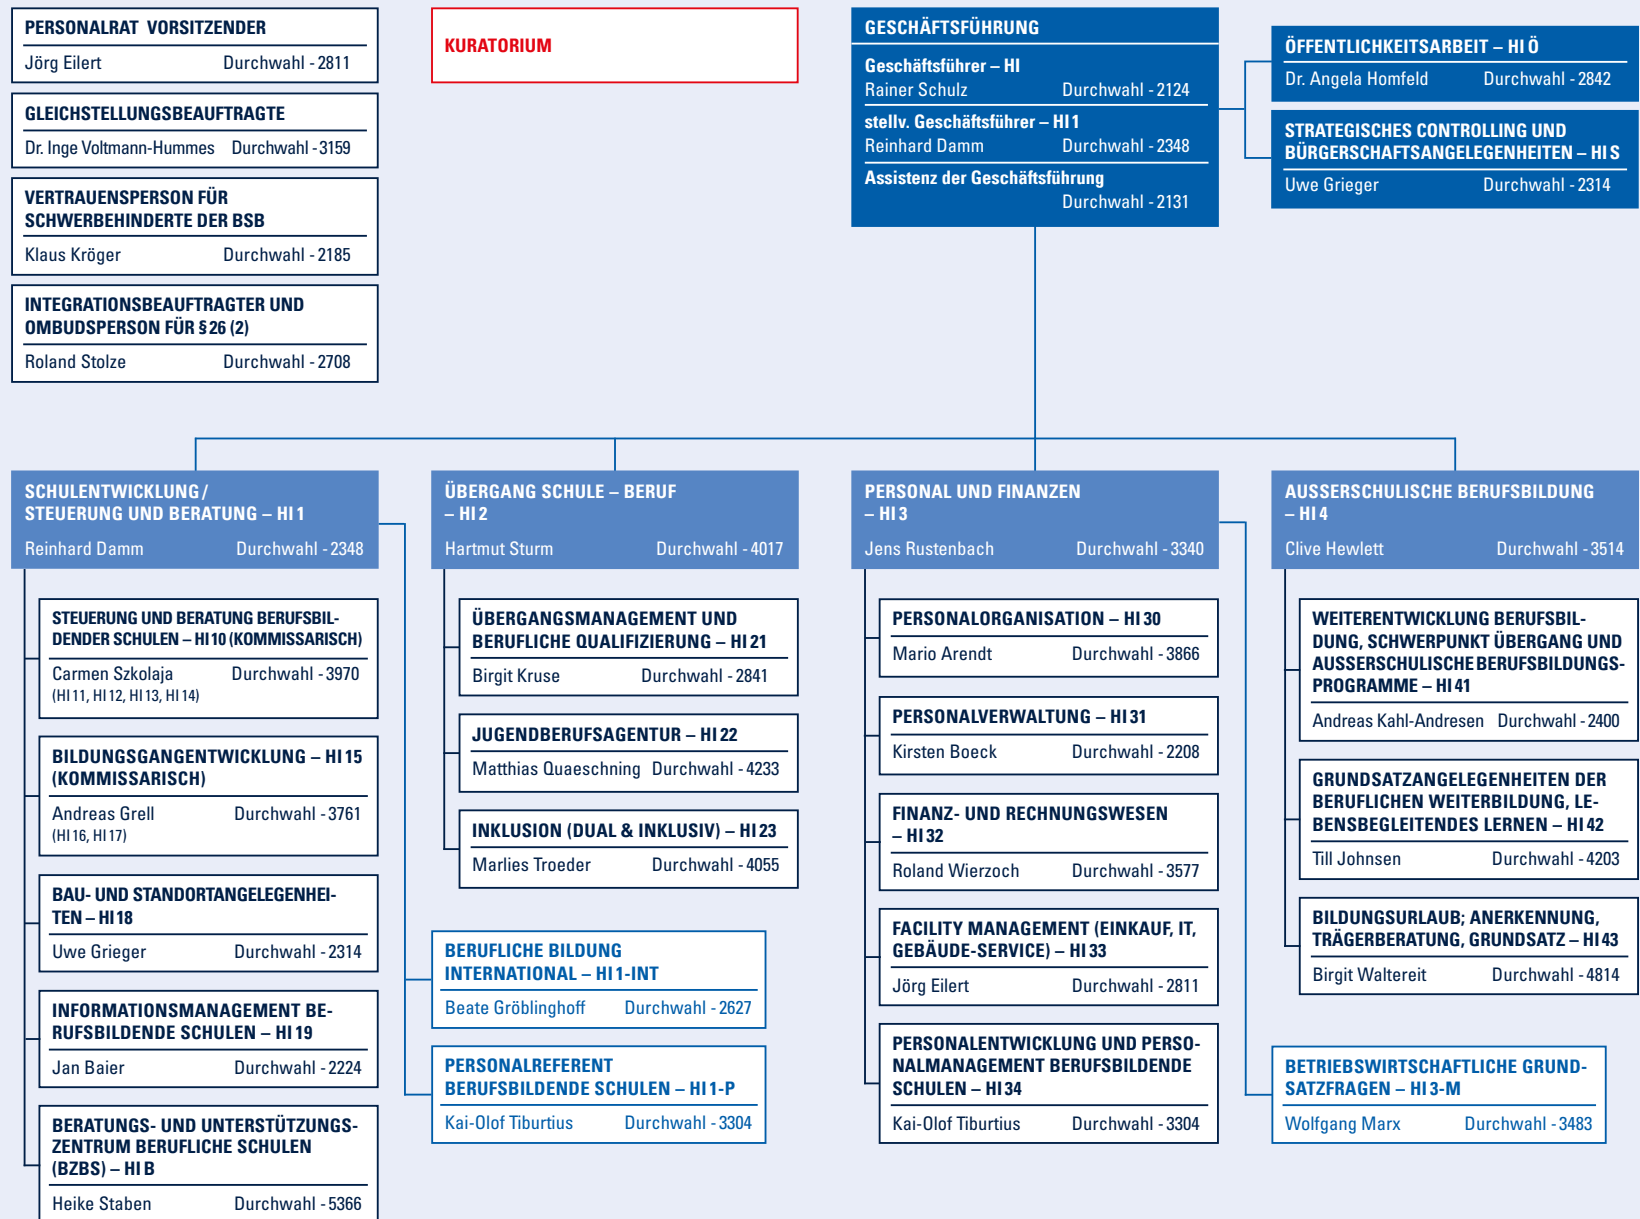 PERSONALRAT VORSITZENDER
Jörg Eilert Durchwahl - 2811
GLEICHSTELLUNGSBEAUFTRAGTE
Dr. Inge Voltmann-Hummes Durchwahl - 3159
VERTRAUENSPERSON FÜR
SCHWERBEHINDERTE DER BSB
Klaus Kröger Durchwahl - 2185
INTEGRATIONSBEAUFTRAGTER UND
OMBUDSPERSON FÜR § 26 (2)
Roland Stolze Durchwahl - 2708
KURATORIUM
GESCHÄFTSFÜHRUNG
Geschäftsführer – HI
Rainer Schulz Durchwahl - 2124
stellv. Geschäftsführer – HI 1
Reinhard Damm Durchwahl - 2348
Assistenz der Geschäftsführung
Durchwahl - 2131
ÖFFENTLICHKEITSARBEIT – HI Ö
Dr. Angela Homfeld Durchwahl - 2842
STRATEGISCHES CONTROLLING UND
BÜRGERSCHAFTSANGELEGENHEITEN – HI S
Uwe Grieger Durchwahl - 2314
SCHULENTWICKLUNG /
STEUERUNG UND BERATUNG – HI 1
Reinhard Damm Durchwahl - 2348
STEUERUNG UND BERATUNG BERUFSBIL-
DENDER SCHULEN – HI 10 (KOMMISSARISCH)
Carmen Szkolaja Durchwahl - 3970
(HI 11, HI 12, HI 13, HI 14)
BILDUNGSGANGENTWICKLUNG – HI 15
(KOMMISSARISCH)
Andreas Grell Durchwahl - 3761
(HI 16, HI 17)
BAU- UND STANDORTANGELEGENHEI-
TEN – HI 18
Uwe Grieger Durchwahl - 2314
INFORMATIONSMANAGEMENT BE-
RUFSBILDENDE SCHULEN – HI 19
Jan Baier Durchwahl - 2224
BERATUNGS- UND UNTERSTÜTZUNGS-
ZENTRUM BERUFLICHE SCHULEN
(BZBS) – HI B
Heike Staben Durchwahl - 5366
ÜBERGANG SCHULE – BERUF
– HI 2
Hartmut Sturm Durchwahl - 4017
ÜBERGANGSMANAGEMENT UND
BERUFLICHE QUALIFIZIERUNG – HI 21
Birgit Kruse Durchwahl - 2841
JUGENDBERUFSAGENTUR – HI 22
Matthias Quaeschning Durchwahl - 4233
INKLUSION (DUAL & INKLUSIV) – HI 23
Marlies Troeder Durchwahl - 4055
BERUFLICHE BILDUNG
INTERNATIONAL – HI 1-INT
Beate Gröblinghoff Durchwahl - 2627
PERSONALREFERENT
BERUFSBILDENDE SCHULEN – HI 1-P
Kai-Olof Tiburtius Durchwahl - 3304
PERSONAL UND FINANZEN
– HI 3
Jens Rustenbach Durchwahl - 3340
PERSONALORGANISATION – HI 30
Mario Arendt Durchwahl - 3866
PERSONALVERWALTUNG – HI 31
Kirsten Boeck Durchwahl - 2208
FINANZ- UND RECHNUNGSWESEN
– HI 32
Roland Wierzoch Durchwahl - 3577
FACILITY MANAGEMENT (EINKAUF, IT,
GEBÄUDE-SERVICE) – HI 33
Jörg Eilert Durchwahl - 2811
PERSONALENTWICKLUNG UND PERSO-
NALMANAGEMENT BERUFSBILDENDE
SCHULEN – HI 34
Kai-Olof Tiburtius Durchwahl - 3304
AUSSERSCHULISCHE BERUFSBILDUNG
– HI 4
Clive Hewlett Durchwahl - 3514
WEITERENTWICKLUNG BERUFSBIL-
DUNG, SCHWERPUNKT ÜBERGANG UND
AUSSERSCHULISCHE BERUFSBILDUNGS-
PROGRAMME – HI 41
Andreas Kahl-Andresen Durchwahl - 2400
GRUNDSATZANGELEGENHEITEN DER
BERUFLICHEN WEITERBILDUNG, LE-
BENSBEGLEITENDES LERNEN – HI 42
Till Johnsen Durchwahl - 4203
BILDUNGSURLAUB; ANERKENNUNG,
TRÄGERBERATUNG, GRUNDSATZ – HI 43
Birgit Waltereit Durchwahl - 4814
BETRIEBSWIRTSCHAFTLICHE GRUND-
SATZFRAGEN – HI 3-M
Wolfgang Marx Durchwahl - 3483